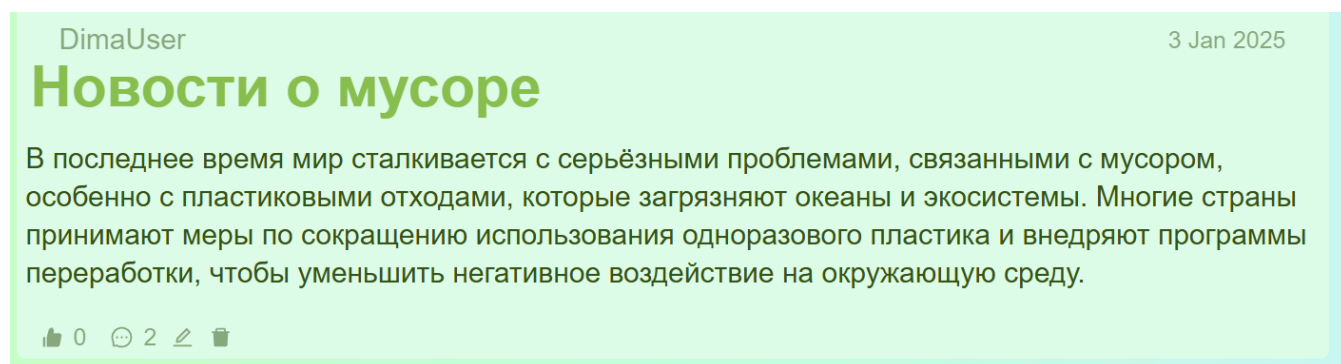 DimaUser 3 Jan 2025
Новости о мусоре
В последнее время мир сталкивается с серьёзными проблемами, связанными с мусором,
особенно с пластиковыми отходами, которые загрязняют океаны и экосистемы. Многие страны
принимают меры по сокращению использования одноразового пластика и внедряют программы
переработки, чтобы уменьшить негативное воздействие на окружающую среду.
0 2